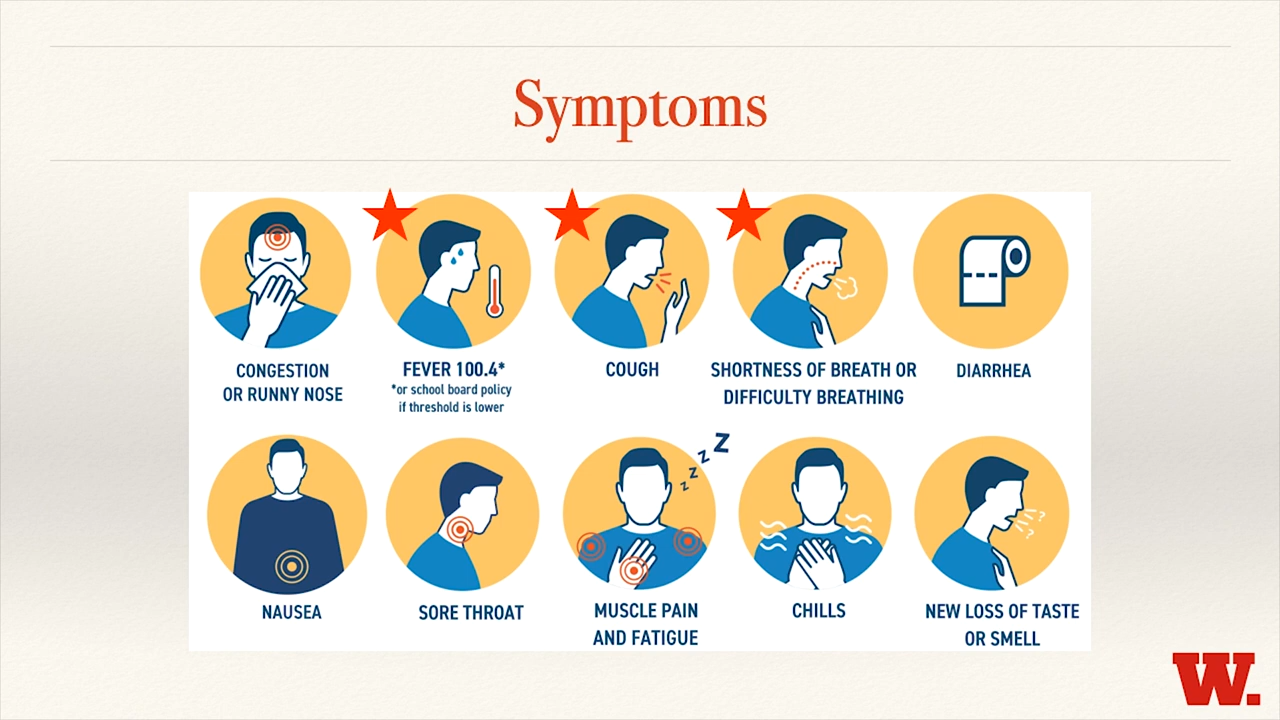 Symptoms
CONGESTION
OR RUNNY NOSE
FEVER 100.4*
*or school board policy
if threshold is lower
COUGH
SHORTNESS OF BREATH OR
DIFFICULTY BREATHING
DIARRHEA
Z
Z
Z
Z
?
?
NAUSEA
SORE THROAT
MUSCLE PAIN
AND FATIGUE
CHILLS
NEW LOSS OF TASTE
OR SMELL
W.